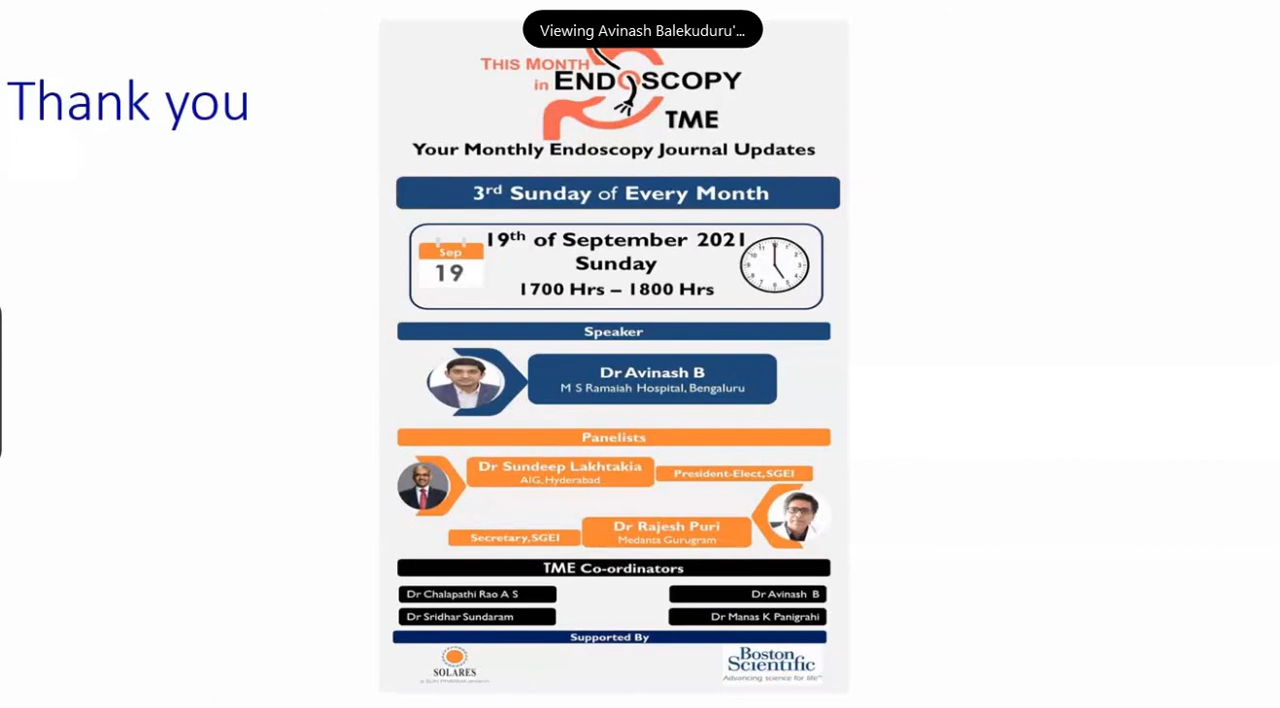 Viewing Avinash Balekuduru'...
Thank you
THIS MONTH
in ENDOSCOPY
TME
Your Monthly Endoscopy Journal Updates
3rd Sunday of Every Month
Sep
19
19th of September 2021
Sunday
1700 Hrs – 1800 Hrs
Speaker
Dr Avinash B
M S Ramaiah Hospital, Bengaluru
Panelists
Dr Sundeep Lakhtakia
AIG, Hyderabad
President-Elect, SGEI
Dr Rajesh Puri
Medanta Gurugram
Secretary, SGEI
TME Co-ordinators
Dr Chalapathi Rao A S
Dr Avinash B
Dr Sridhar Sundaram
Dr Manas K Panigrahi
Supported By
SOLARES
Boston
Scientific
Advancing science for life™